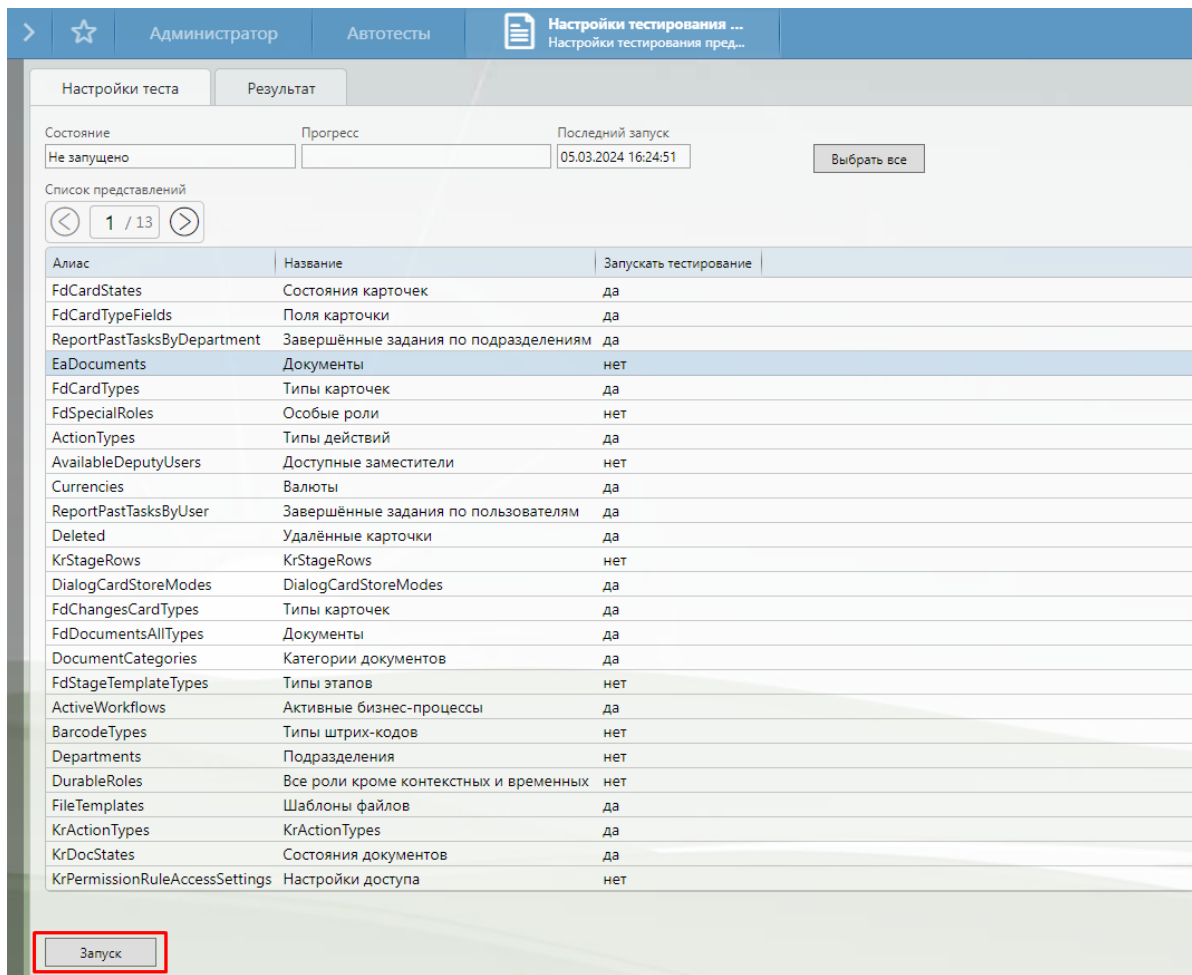 Администратор
Автотесты
Настройки тестирования ...
Настройки тестирования пред...
Настройки теста
Результат
Состояние
Прогресс
Последний запуск
Не запущено
05.03.2024 16:24:51
Выбрать все
Список представлений
1 / 13
Алиас Название Запускать тестирование
FdCardStates Состояния карточек да
FdCardTypeFields Поля карточки да
ReportPastTasksByDepartment Завершённые задания по подразделениям да
EaDocuments Документы нет
FdCardTypes Типы карточек да
FdSpecialRoles Особые роли нет
ActionTypes Типы действий да
AvailableDeputyUsers Доступные заместители нет
Currencies Валюты да
ReportPastTasksByUser Завершённые задания по пользователям да
Deleted Удалённые карточки да
KrStageRows KrStageRows нет
DialogCardStoreModes DialogCardStoreModes да
FdChangesCardTypes Типы карточек да
FdDocumentsAllTypes Документы да
DocumentCategories Категории документов да
FdStageTemplateTypes Типы этапов нет
ActiveWorkflows Активные бизнес-процессы да
BarcodeTypes Типы штрих-кодов нет
Departments Подразделения нет
DurableRoles Все роли кроме контекстных и временных нет
FileTemplates Шаблоны файлов да
KrActionTypes KrActionTypes да
KrDocStates Состояния документов да
KrPermissionRuleAccessSettings Настройки доступа нет
Запуск